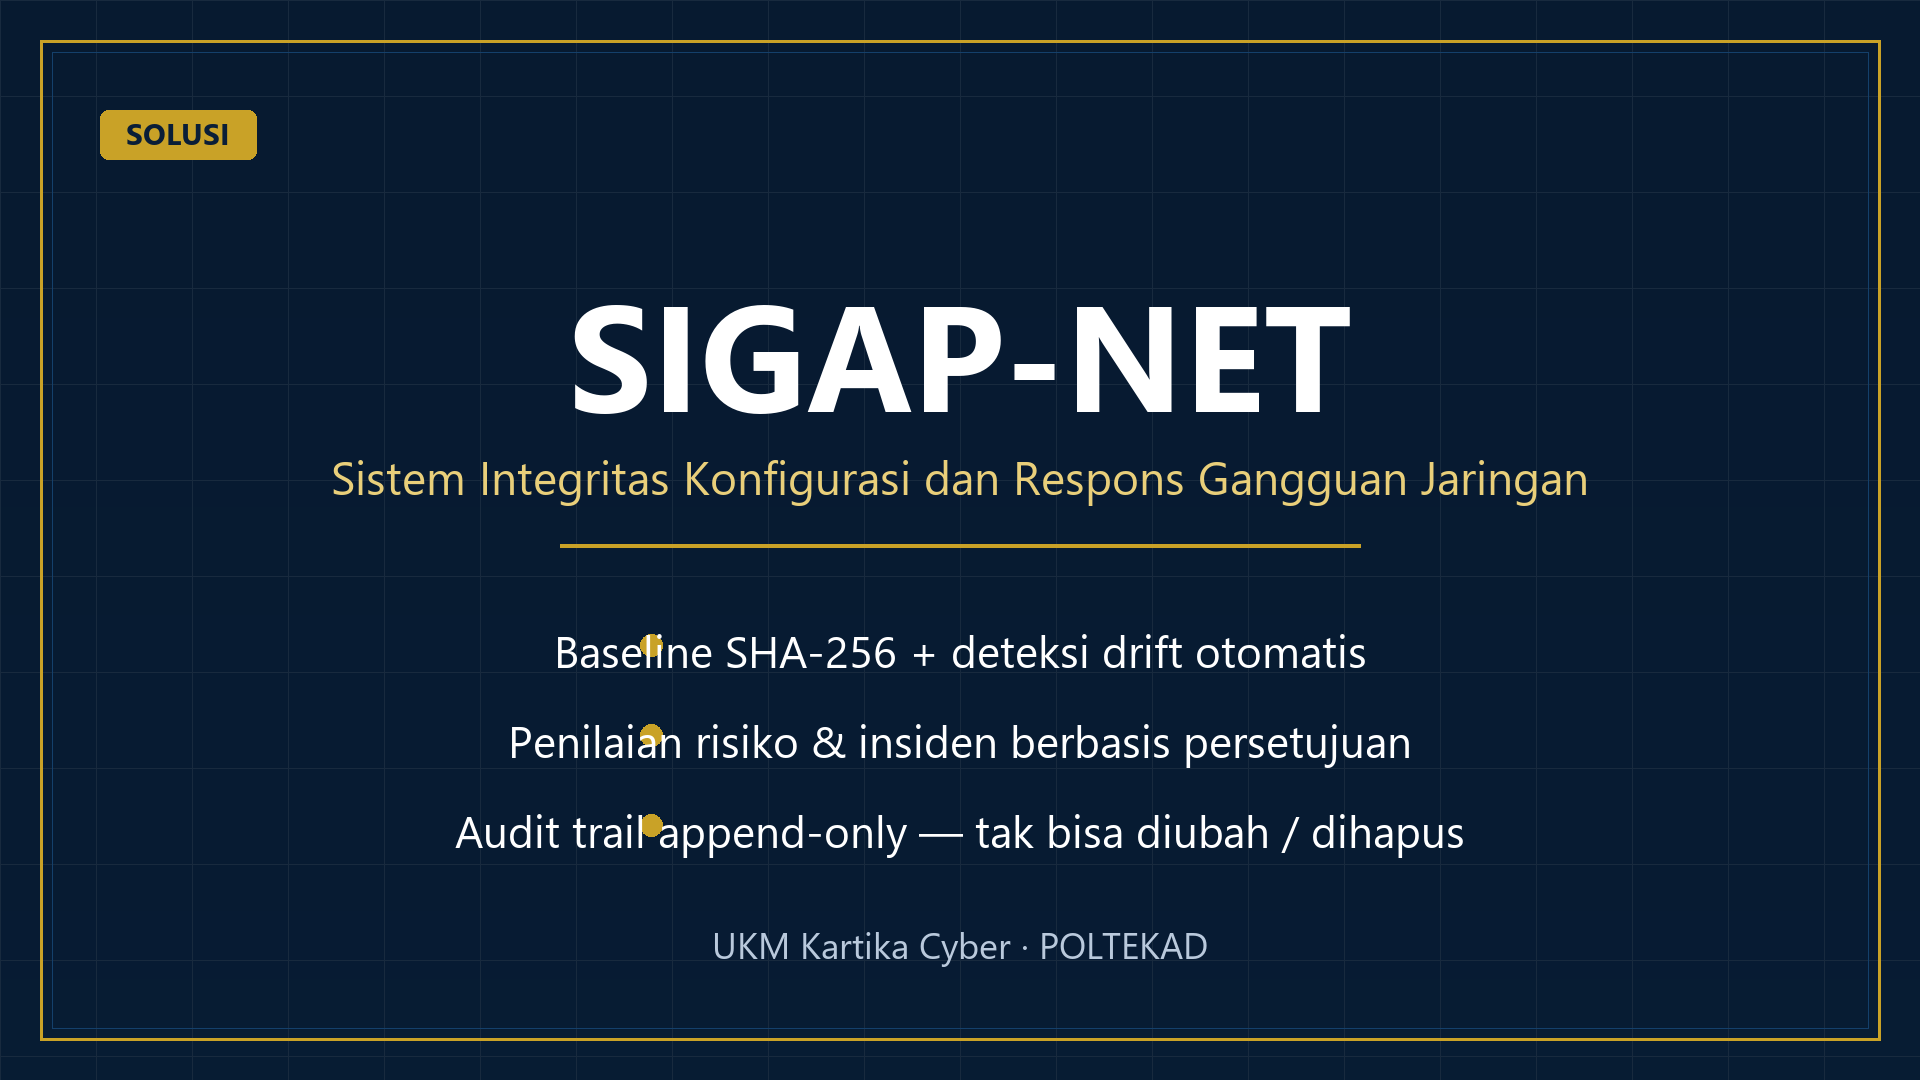 SOLUSI
SIGAP-NET
Sistem Integritas Konfigurasi dan Respons Gangguan Jaringan
Baseline SHA-256 + deteksi drift otomatis
Penilaian risiko & insiden berbasis persetujuan
Audit trail append-only — tak bisa diubah / dihapus
UKM Kartika Cyber · POLTEKAD